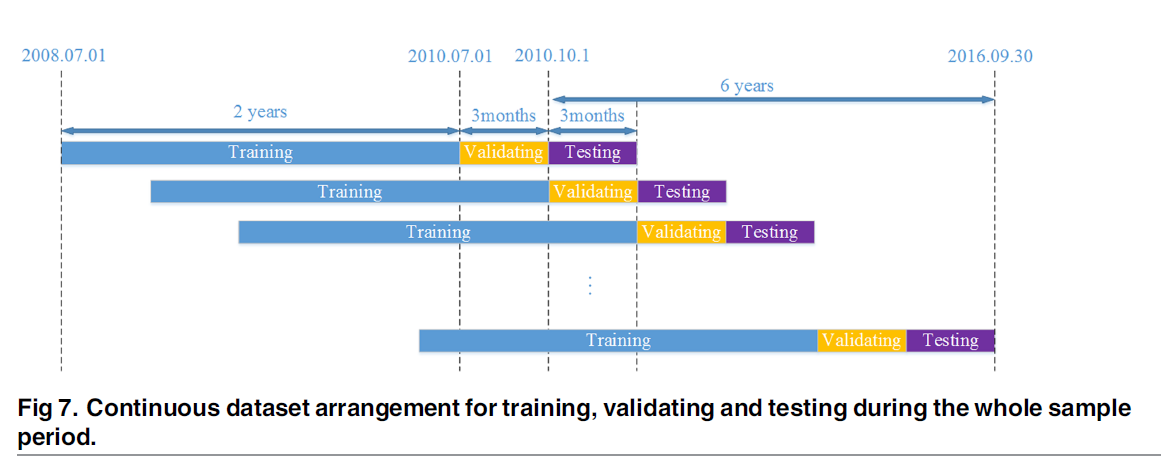 2008.07.01
2010.07.01
2010.10.1
2016.09.30
6 years
2 years
3months
3months
Training
Validating
Testing
Training
Validating
Testing
Training
Validating
Testing
⋮
Training
Validating
Testing
Fig 7. Continuous dataset arrangement for training, validating and testing during the whole sample
period.